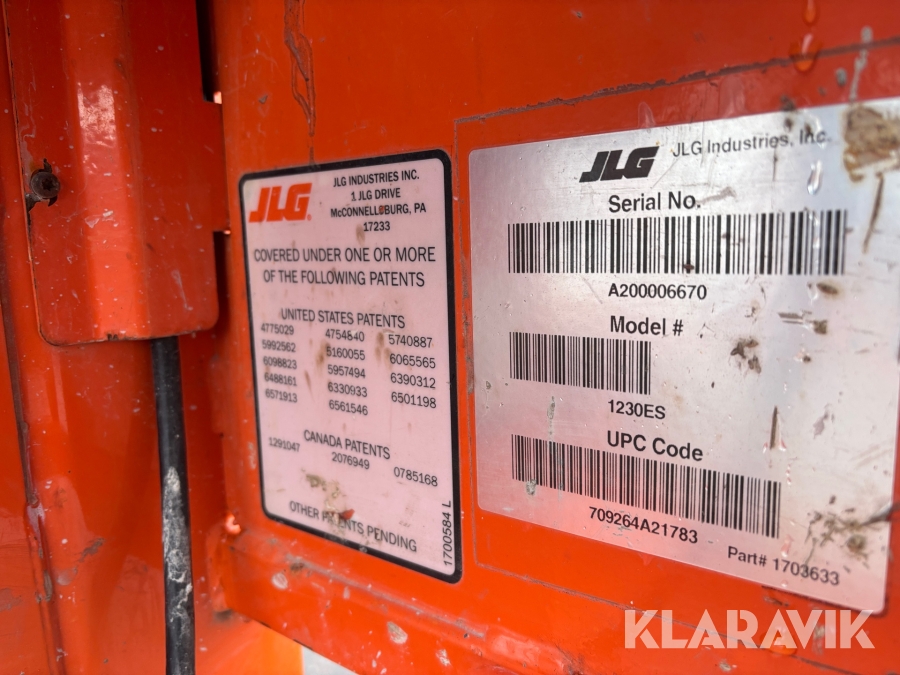 JLG
JLG INDUSTRIES INC.
1 JLG DRIVE
McCONNELLSBURG, PA
17233
COVERED UNDER ONE OR MORE
OF THE FOLLOWING PATENTS
UNITED STATES PATENTS
4775029 4754840 5740887
5992562 5160055 6065565
6098823 5957494 6390312
6488161 6330933 6501198
6571913 6561546
CANADA PATENTS
1291047 2076949 0785168
OTHER PATENTS PENDING
1700584 L
JLG JLG Industries, Inc.
Serial No.
A200006670
Model #
1230ES
UPC Code
709264A21783
Part# 1703633
KLARAVIK